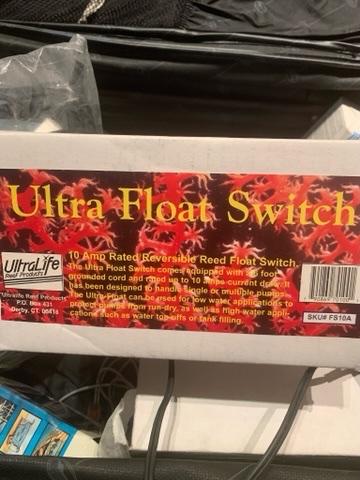 Ultra Float Switch
10 Amp Rated Reversible Reed Float Switch.
The Ultra Float Switch comes equipped with a 6 foot
grounded cord and rated up to 10 amps current draw. It
has been designed to handle single or multiple pumps.
The Ultra-Float can be used for low water applications to
protect pumps from run-dry, as well as high water appli-
cations such as water top-offs or tank filling.
UltraLife
Reef Products
Ultralife Reef Products
P.O. Box 431
Derby, CT. 06418
SKU# FS10A